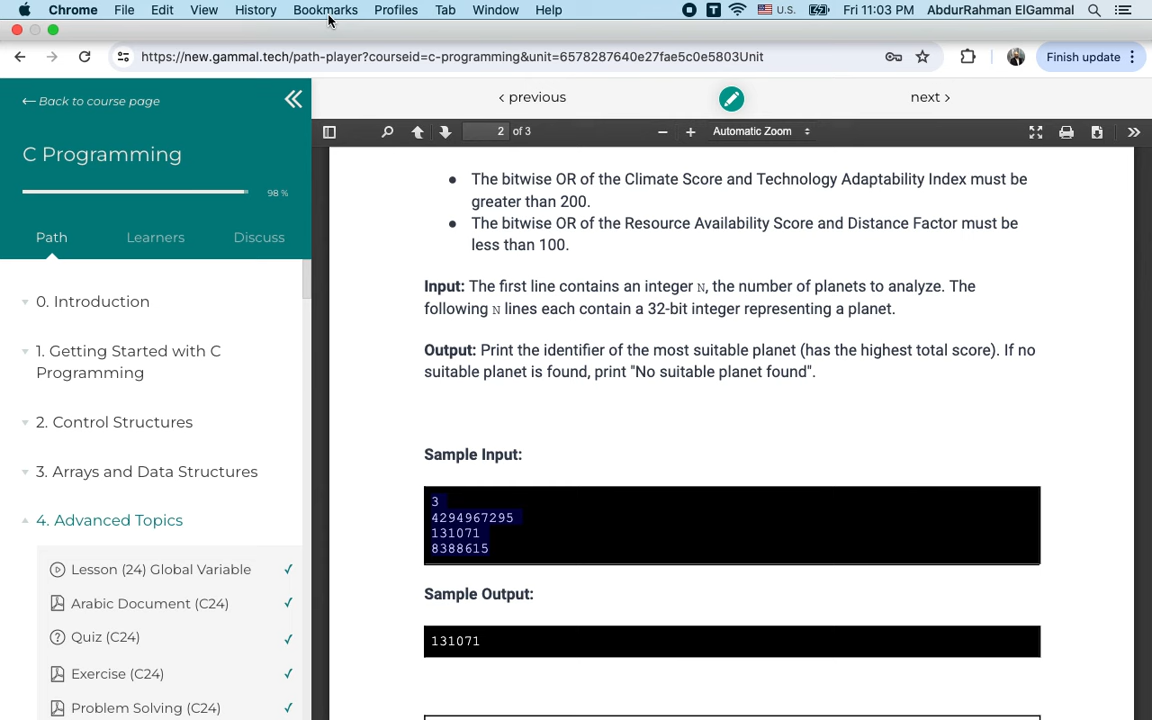 Chrome File Edit View History Bookmarks Profiles Tab Window Help T U.S. Fri 11:03 PM AbdurRahman ElGammal
https://new.gammal.tech/path-player?courseid=c-programming&unit=6578287640e27fae5c0e5803Unit Finish update
← Back to course page
‹ previous next ›
2 of 3 Automatic Zoom
C Programming
98 %
Path Learners Discuss
0. Introduction
1. Getting Started with C
Programming
2. Control Structures
3. Arrays and Data Structures
4. Advanced Topics
Lesson (24) Global Variable
Arabic Document (C24)
Quiz (C24)
Exercise (C24)
Problem Solving (C24)
● The bitwise OR of the Climate Score and Technology Adaptability Index must be
greater than 200.
● The bitwise OR of the Resource Availability Score and Distance Factor must be
less than 100.
Input: The first line contains an integer N, the number of planets to analyze. The
following N lines each contain a 32-bit integer representing a planet.
Output: Print the identifier of the most suitable planet (has the highest total score). If no
suitable planet is found, print "No suitable planet found".
Sample Input:
3
4294967295
131071
8388615
Sample Output:
131071